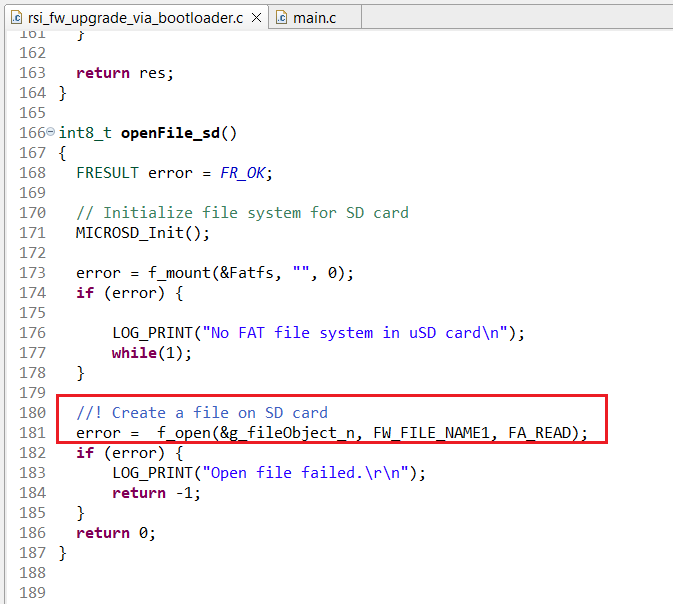 rsi_fw_upgrade_via_bootloader.c main.c
161 }
162
163 return res;
164 }
165
166 int8_t openFile_sd()
167 {
168 FRESULT error = FR_OK;
169
170 // Initialize file system for SD card
171 MICROSD_Init();
172
173 error = f_mount(&Fatfs, "", 0);
174 if (error) {
175
176 LOG_PRINT("No FAT file system in uSD card\n");
177 while(1);
178 }
179
180 //! Create a file on SD card
181 error =  f_open(&g_fileObject_n, FW_FILE_NAME1, FA_READ);
182 if (error) {
183 LOG_PRINT("Open file failed.\r\n");
184 return -1;
185 }
186 return 0;
187 }
188
189